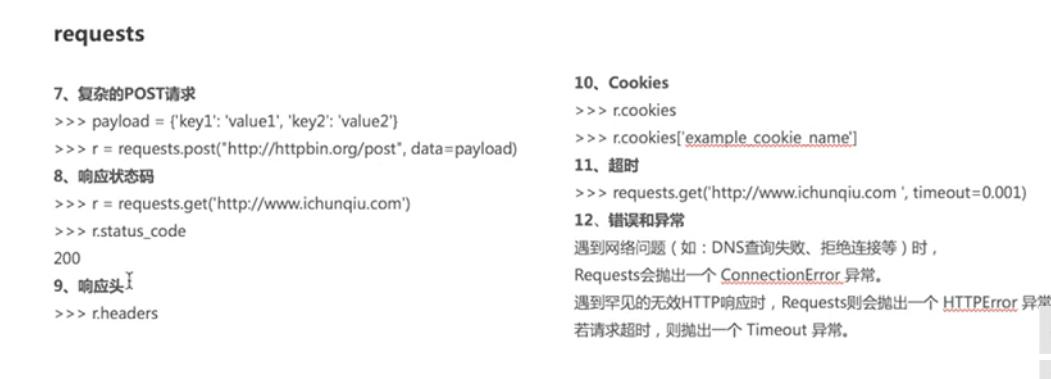 requests
7、复杂的POST请求
>>> payload = {'key1': 'value1', 'key2': 'value2'}
>>> r = requests.post("http://httpbin.org/post", data=payload)
8、响应状态码
>>> r = requests.get('http://www.ichunqiu.com')
>>> r.status_code
200
9、响应头
>>> r.headers
10、Cookies
>>> r.cookies
>>> r.cookies['example_cookie_name']
11、超时
>>> requests.get('http://www.ichunqiu.com ', timeout=0.001)
12、错误和异常
遇到网络问题（如：DNS查询失败、拒绝连接等）时，
Requests会抛出一个 ConnectionError 异常。
遇到罕见的无效HTTP响应时，Requests则会抛出一个 HTTPError 异常
若请求超时，则抛出一个 Timeout 异常。